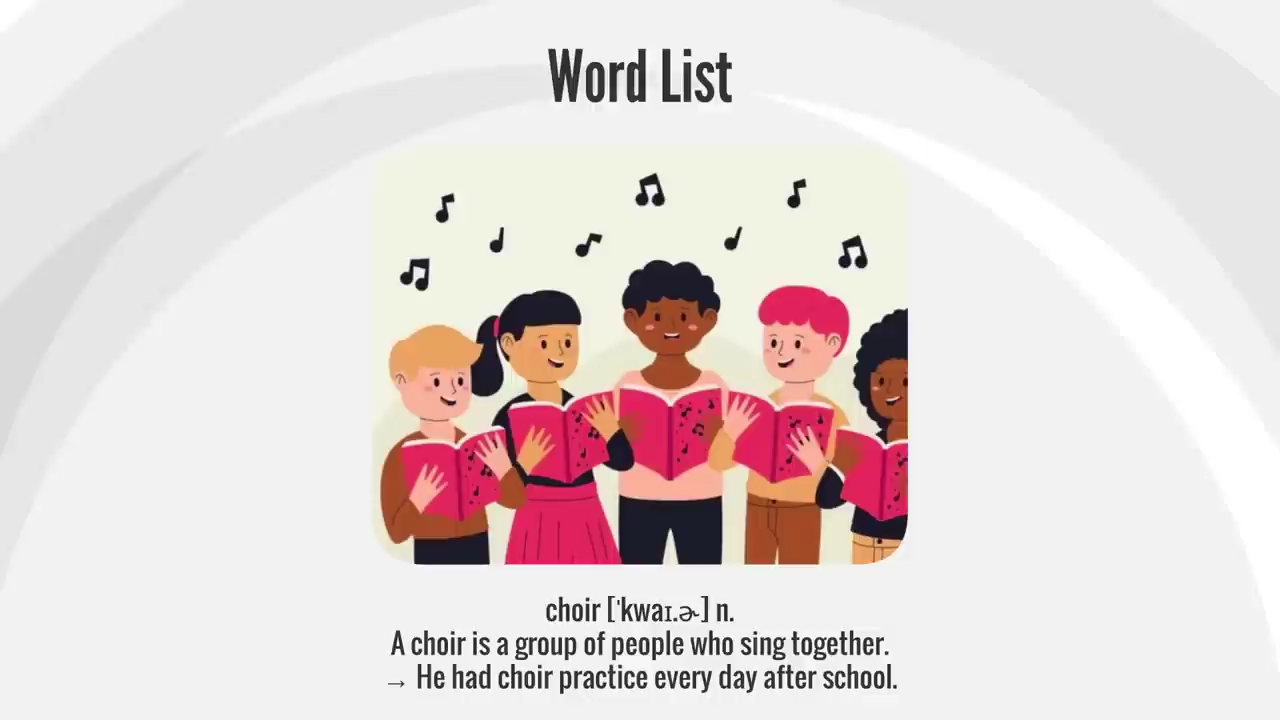 Word List
choir [ˈkwaɪ.ɚ] n.
A choir is a group of people who sing together.
→ He had choir practice every day after school.